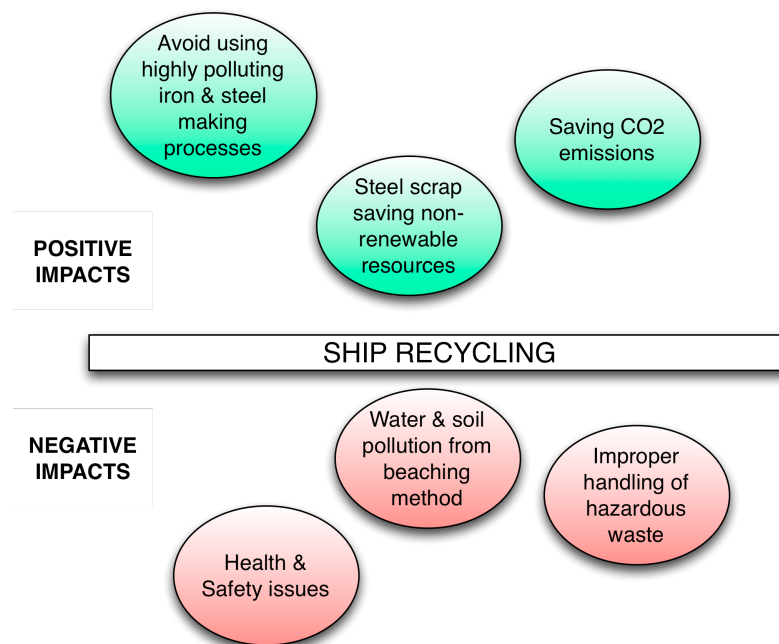 Avoid using
highly polluting
iron & steel
making
processes
Saving CO2
emissions
Steel scrap
saving non-
renewable
resources
POSITIVE
IMPACTS
SHIP RECYCLING
NEGATIVE
IMPACTS
Water & soil
pollution from
beaching
method
Improper
handling of
hazardous
waste
Health &
Safety issues